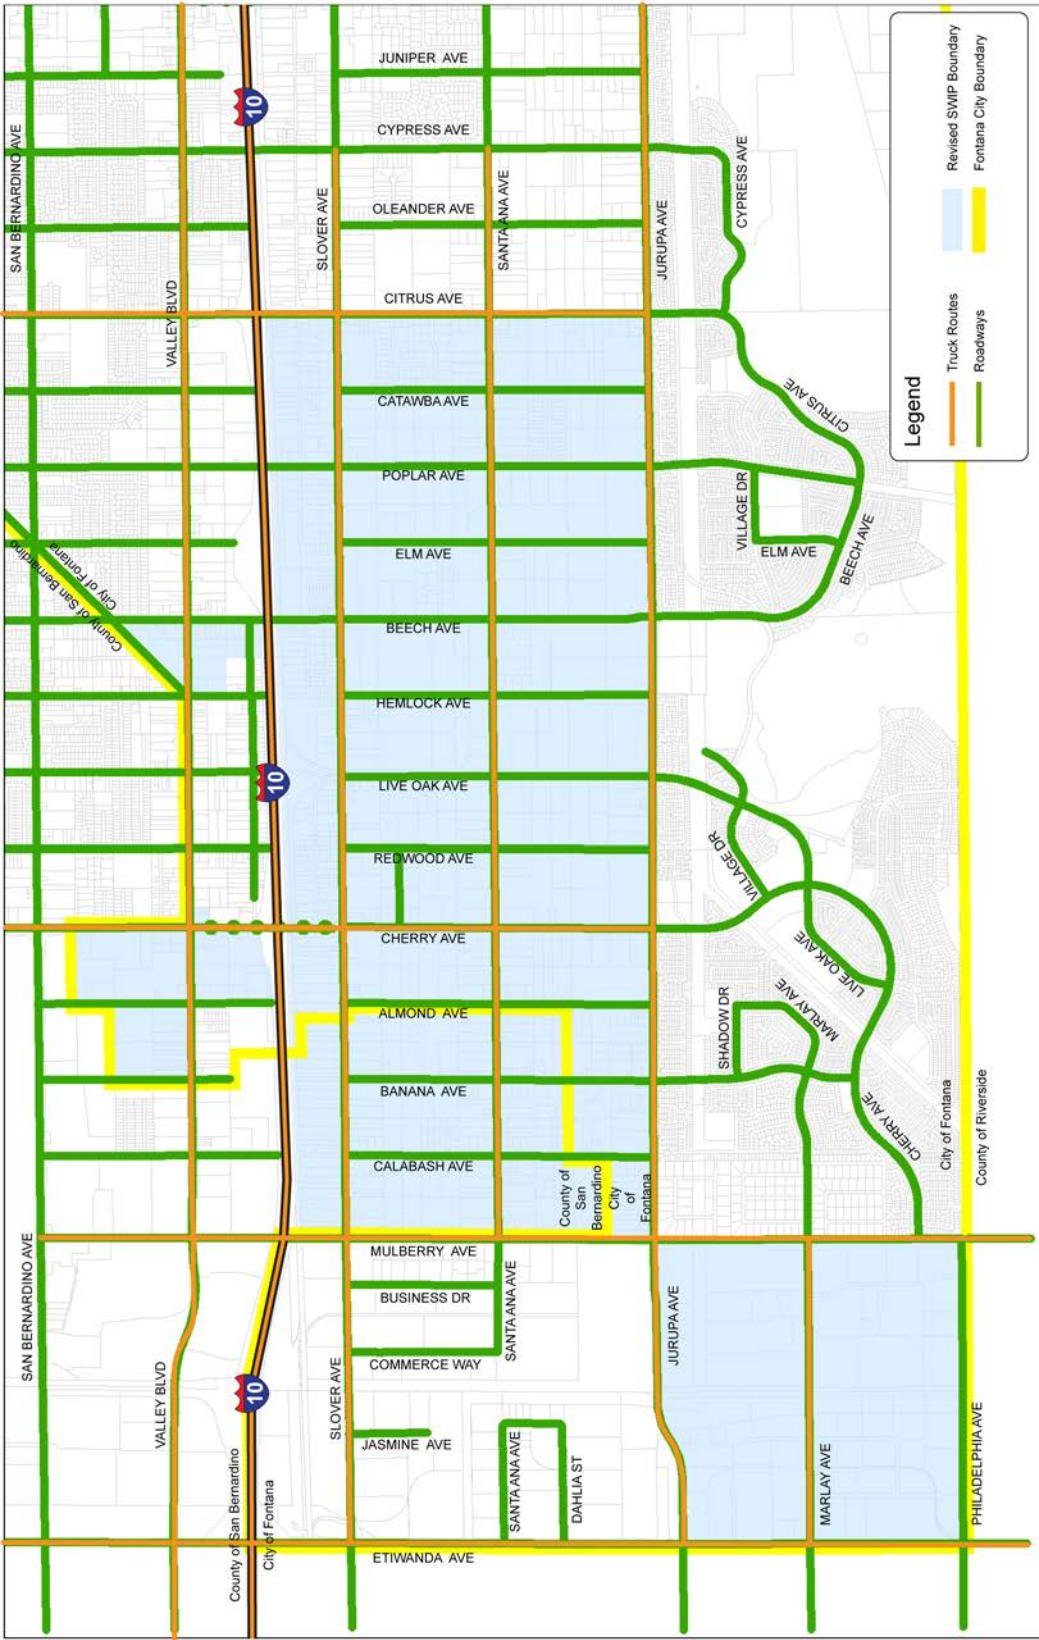 SAN BERNARDINO AVE
VALLEY BLVD
10
SLOVER AVE
SANTA ANA AVE
JURUPA AVE
JUNIPER AVE
CYPRESS AVE
OLEANDER AVE
CITRUS AVE
CATAWBA AVE
POPLAR AVE
ELM AVE
BEECH AVE
HEMLOCK AVE
LIVE OAK AVE
REDWOOD AVE
CHERRY AVE
ALMOND AVE
BANANA AVE
CALABASH AVE
MULBERRY AVE
BUSINESS DR
COMMERCE WAY
JASMINE AVE
ETIWANDA AVE
CYPRESS AVE
CITRUS AVE
VILLAGE DR
ELM AVE
BEECH AVE
County of San Bernardino
City of Fontana
10
VILLAGE DR
LIVE OAK AVE
MARLAY AVE
SHADOW DR
CHERRY AVE
City of Fontana
County of Riverside
County of
San
Bernardino
City
of
Fontana
SAN BERNARDINO AVE
VALLEY BLVD
10
SLOVER AVE
SANTA ANA AVE
SANTA ANA AVE
DAHLIA ST
JURUPA AVE
MARLAY AVE
PHILADELPHIA AVE
County of San Bernardino
City of Fontana
Legend
Truck Routes
Roadways
Revised SWIP Boundary
Fontana City Boundary